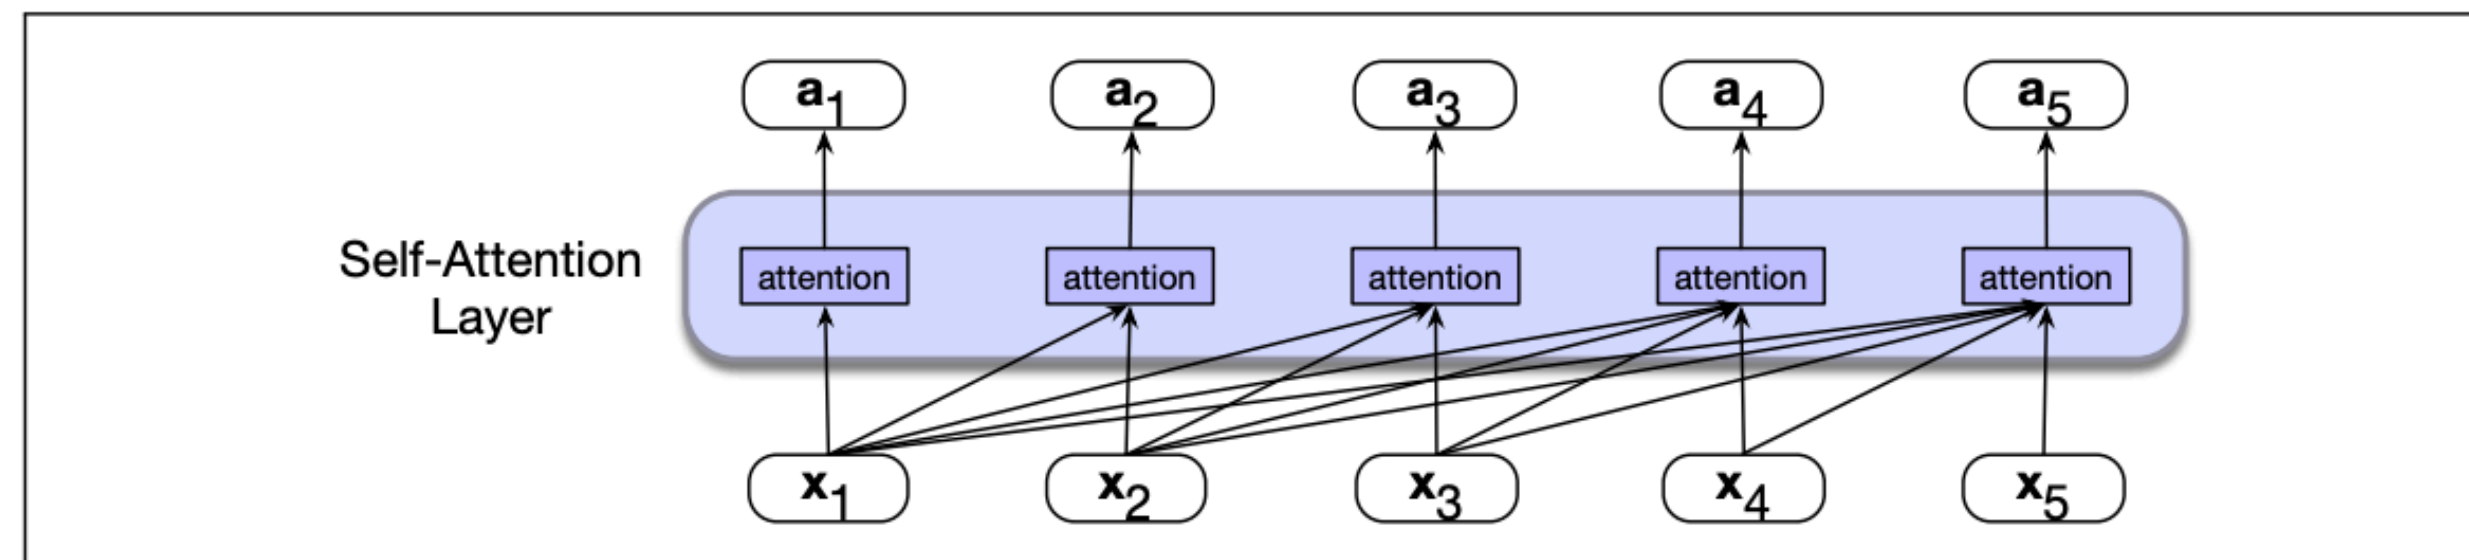 a1 a2 a3 a4 a5
Self-Attention
Layer
attention attention attention attention attention
x1 x2 x3 x4 x5